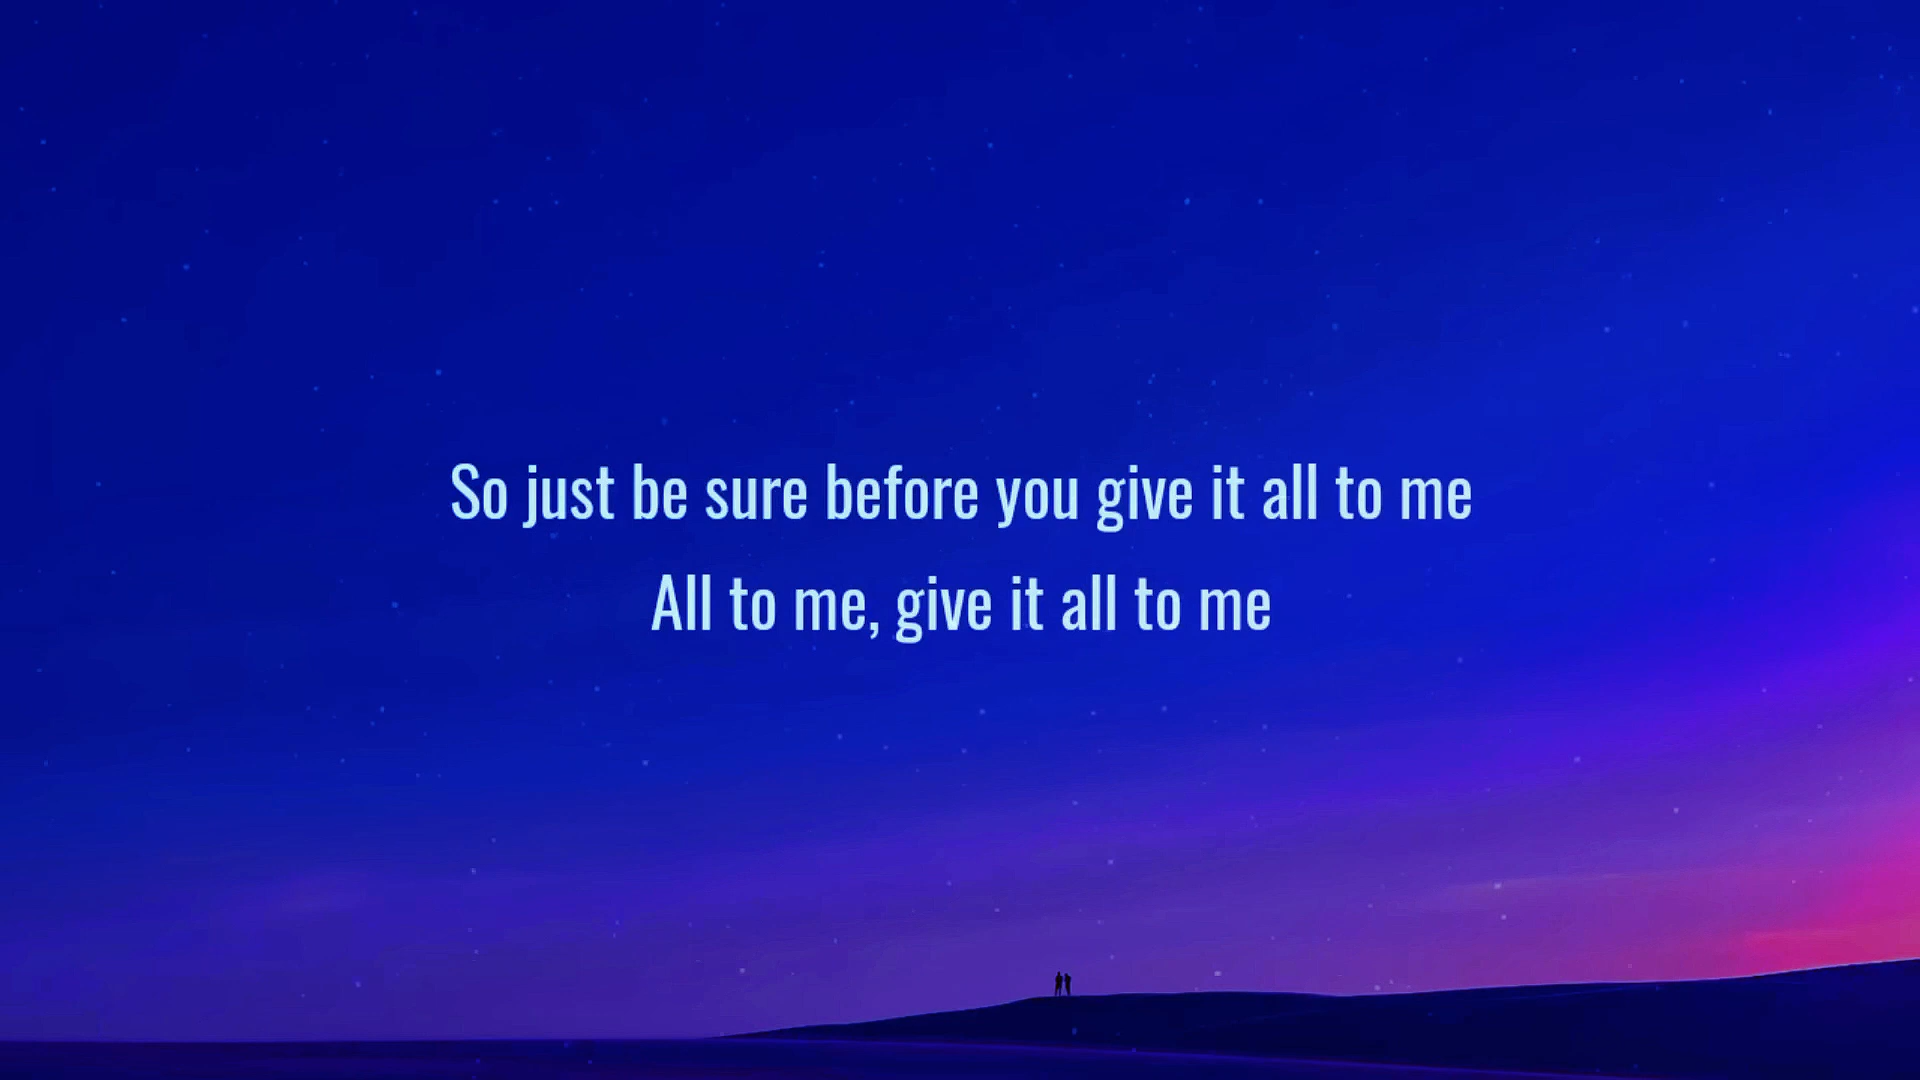 So just be sure before you give it all to me
All to me, give it all to me